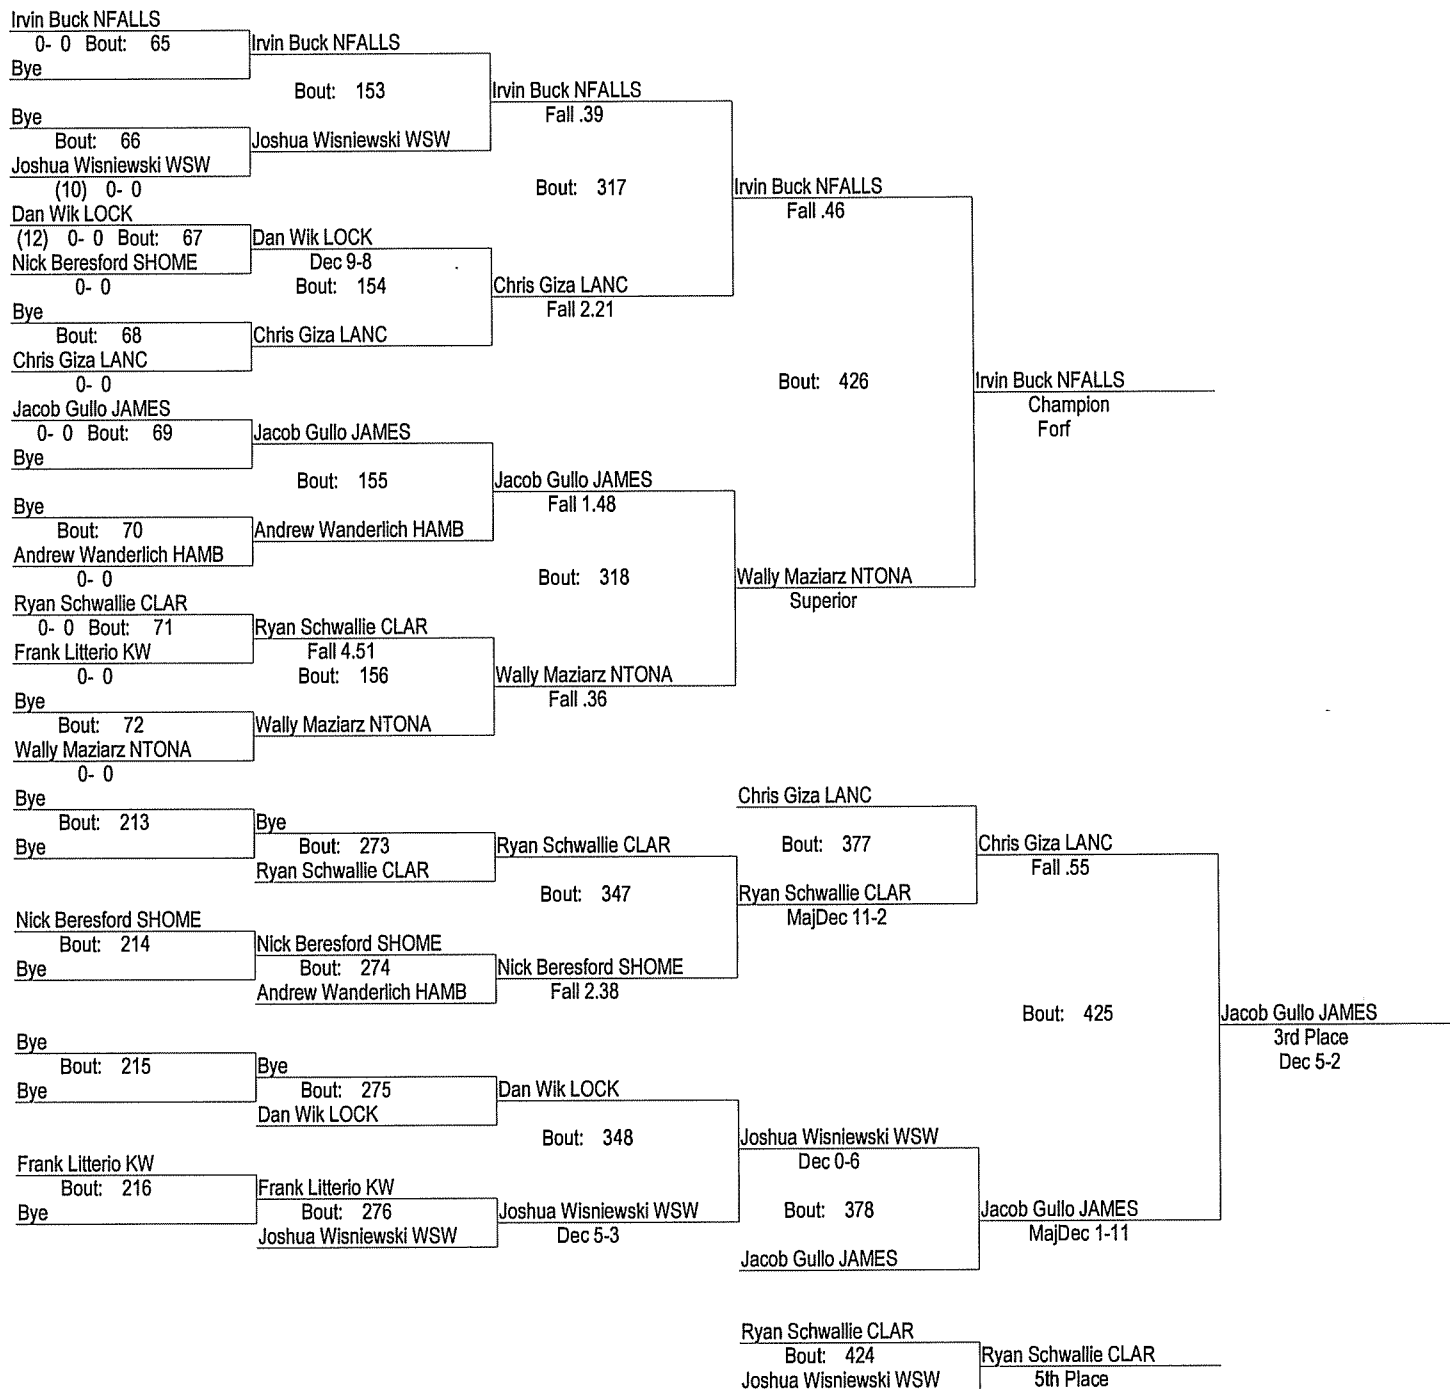 Irvin Buck NFALLS
0- 0 Bout: 65
Bye
Bye
Bout: 66
Joshua Wisniewski WSW
(10) 0- 0
Dan Wik LOCK
(12) 0- 0 Bout: 67
Nick Beresford SHOME
0- 0
Bye
Bout: 68
Chris Giza LANC
0- 0
Jacob Gullo JAMES
0- 0 Bout: 69
Bye
Bye
Bout: 70
Andrew Wanderlich HAMB
0- 0
Ryan Schwallie CLAR
0- 0 Bout: 71
Frank Litterio KW
0- 0
Bye
Bout: 72
Wally Maziarz NTONA
0- 0
Irvin Buck NFALLS
Bout: 153
Joshua Wisniewski WSW
Dan Wik LOCK
Dec 9-8
Bout: 154
Chris Giza LANC
Jacob Gullo JAMES
Bout: 155
Andrew Wanderlich HAMB
Ryan Schwallie CLAR
Fall 4.51
Bout: 156
Wally Maziarz NTONA
Irvin Buck NFALLS
Fall .39
Bout: 317
Chris Giza LANC
Fall 2.21
Jacob Gullo JAMES
Fall 1.48
Bout: 318
Wally Maziarz NTONA
Fall .36
Irvin Buck NFALLS
Fall .46
Bout: 426
Wally Maziarz NTONA
Superior
Irvin Buck NFALLS
Champion
Forf
Bye
Bout: 213
Bye
Nick Beresford SHOME
Bout: 214
Bye
Bye
Bout: 215
Bye
Frank Litterio KW
Bout: 216
Bye
Bye
Bout: 273
Ryan Schwallie CLAR
Nick Beresford SHOME
Bout: 274
Andrew Wanderlich HAMB
Bye
Bout: 275
Dan Wik LOCK
Frank Litterio KW
Bout: 276
Joshua Wisniewski WSW
Ryan Schwallie CLAR
Bout: 347
Nick Beresford SHOME
Fall 2.38
Dan Wik LOCK
Bout: 348
Joshua Wisniewski WSW
Dec 5-3
Chris Giza LANC
Bout: 377
Ryan Schwallie CLAR
MajDec 11-2
Joshua Wisniewski WSW
Dec 0-6
Bout: 378
Jacob Gullo JAMES
Chris Giza LANC
Fall .55
Bout: 425
Jacob Gullo JAMES
MajDec 1-11
Jacob Gullo JAMES
3rd Place
Dec 5-2
Ryan Schwallie CLAR
Bout: 424
Joshua Wisniewski WSW
Ryan Schwallie CLAR
5th Place